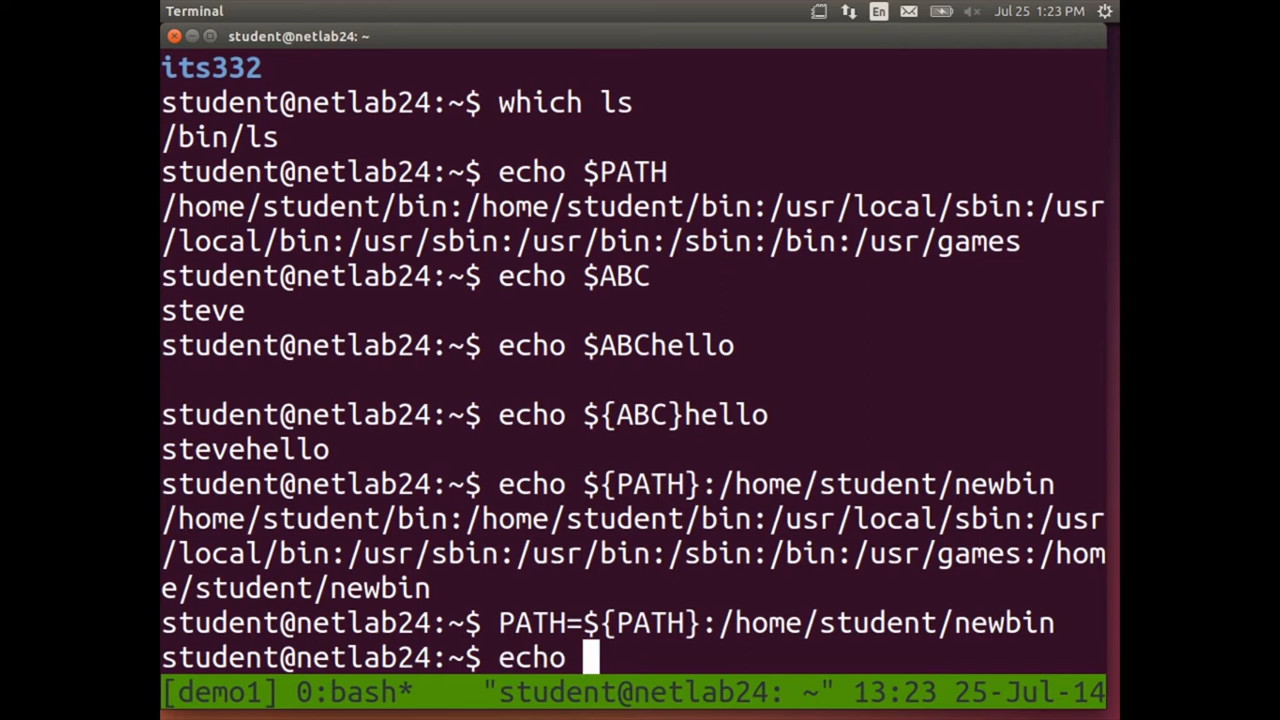 Terminal
En
Jul 25 1:23 PM
student@netlab24: ~
its332
student@netlab24:~$ which ls
/bin/ls
student@netlab24:~$ echo $PATH
/home/student/bin:/home/student/bin:/usr/local/sbin:/usr
/local/bin:/usr/sbin:/usr/bin:/sbin:/bin:/usr/games
student@netlab24:~$ echo $ABC
steve
student@netlab24:~$ echo $ABChello
student@netlab24:~$ echo ${ABC}hello
stevehello
student@netlab24:~$ echo ${PATH}:/home/student/newbin
/home/student/bin:/home/student/bin:/usr/local/sbin:/usr
/local/bin:/usr/sbin:/usr/bin:/sbin:/bin:/usr/games:/hom
e/student/newbin
student@netlab24:~$ PATH=${PATH}:/home/student/newbin
student@netlab24:~$ echo
[demo1] 0:bash* "student@netlab24: ~" 13:23 25-Jul-14